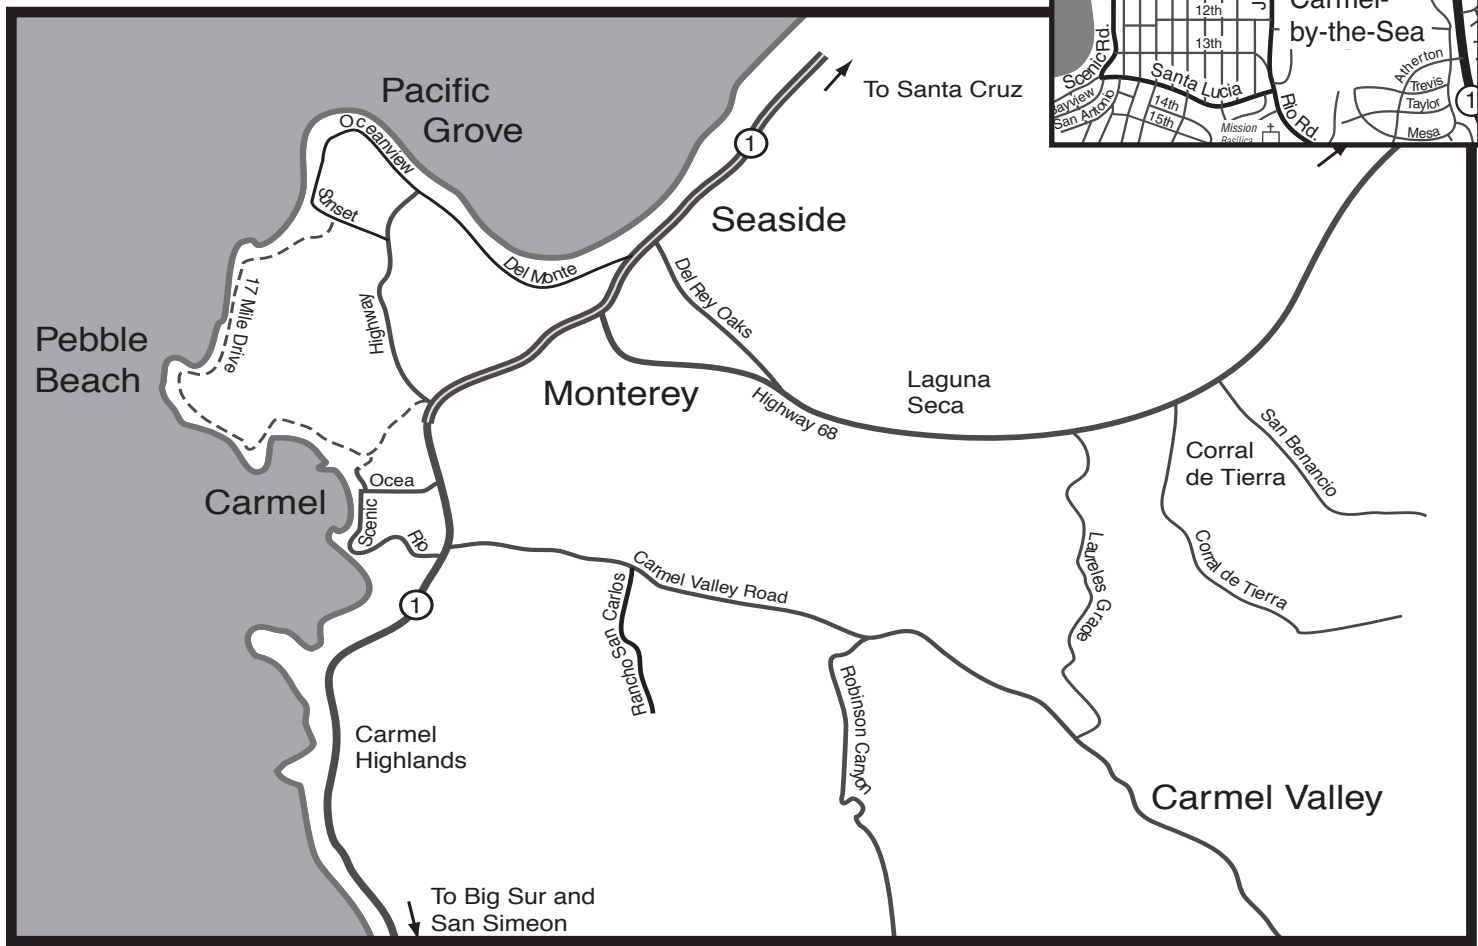 12th
J
Carmel-
by-the-Sea
13th
Scenic Rd.
Santa Lucia
Atherton
Trevis
Taylor
Mesa
1
Bayview
San Antonio
14th
15th
Mission
Basilica
Rio Rd.
Pacific
Grove
To Santa Cruz
1
Oceanview
Sunset
Seaside
Del Monte
Del Rey Oaks
17 Mile Drive
Highway
Pebble
Beach
Monterey
Highway 68
Laguna
Seca
Corral
de Tierra
San Benancio
Carmel
Ocea
Scenic
Rio
Laureles Grade
Corral de Tierra
1
Carmel Valley Road
Rancho San Carlos
Robinson Canyon
Carmel
Highlands
Carmel Valley
To Big Sur and
San Simeon